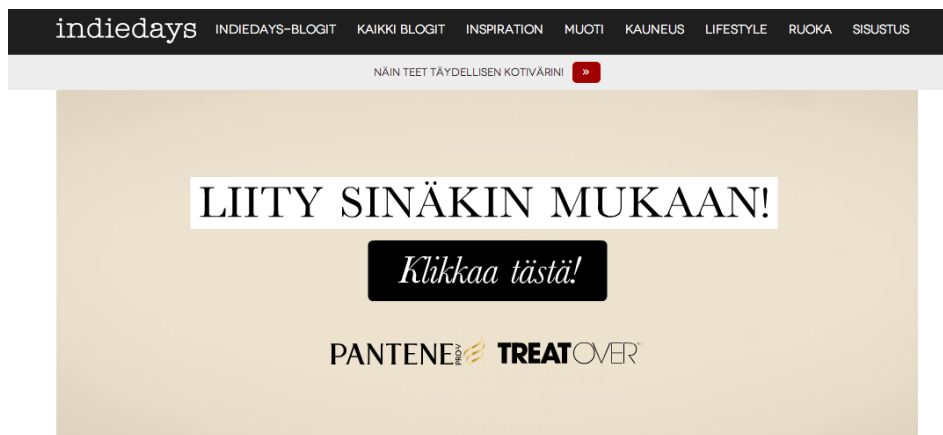 indiedays INDIEDAYS-BLOGIT KAIKKI BLOGIT INSPIRATION MUOTI KAUNEUS LIFESTYLE RUOKA SISUSTUS
NÄIN TEET TÄYDELLISEN KOTIVÄRIN! »
LIITY SINÄKIN MUKAAN!
Klikkaa tästä!
PANTENE PRO-V TREATOVER